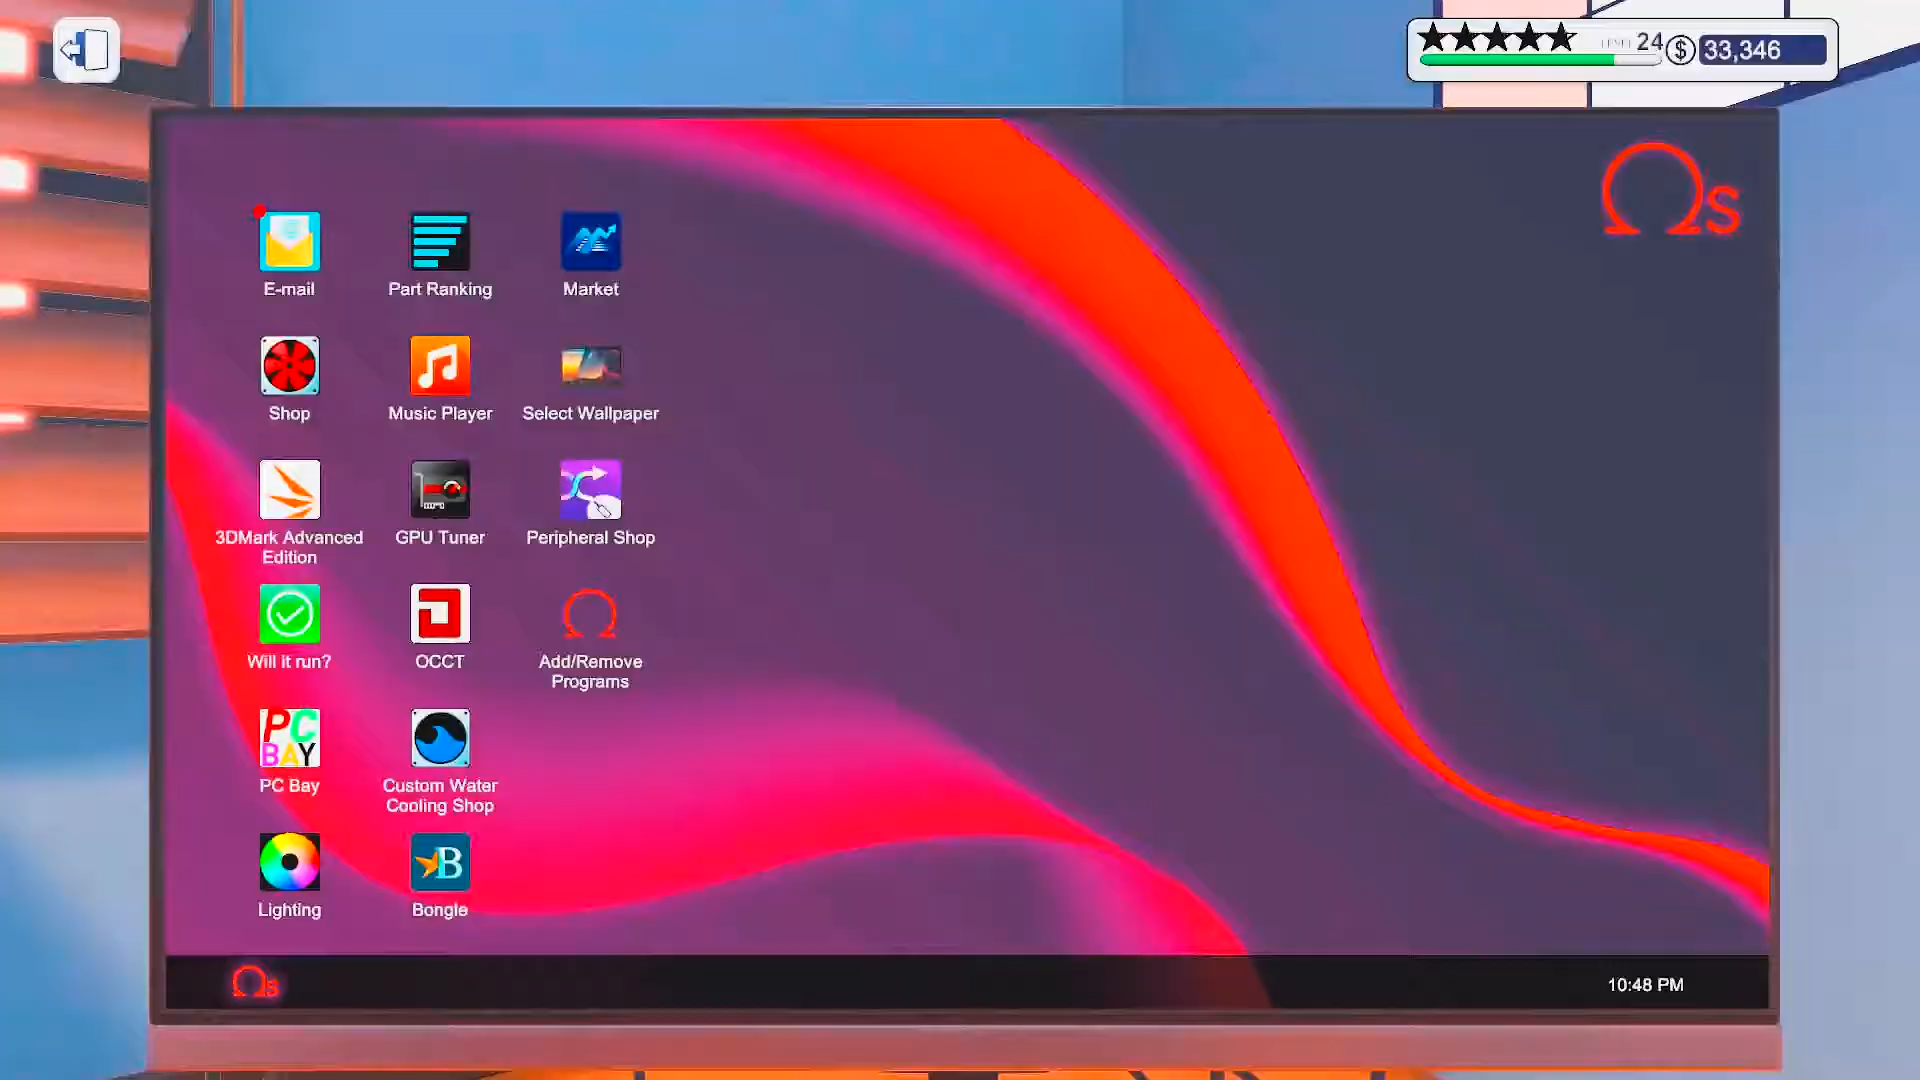 LEVEL 24 $ 33,346
Ωs
E-mail
Part Ranking
Market
Shop
Music Player
Select Wallpaper
3DMark Advanced
Edition
GPU Tuner
Peripheral Shop
Will it run?
OCCT
Add/Remove
Programs
PC
BAY
PC Bay
Custom Water
Cooling Shop
Lighting
B
Bongle
Ωs
10:48 PM